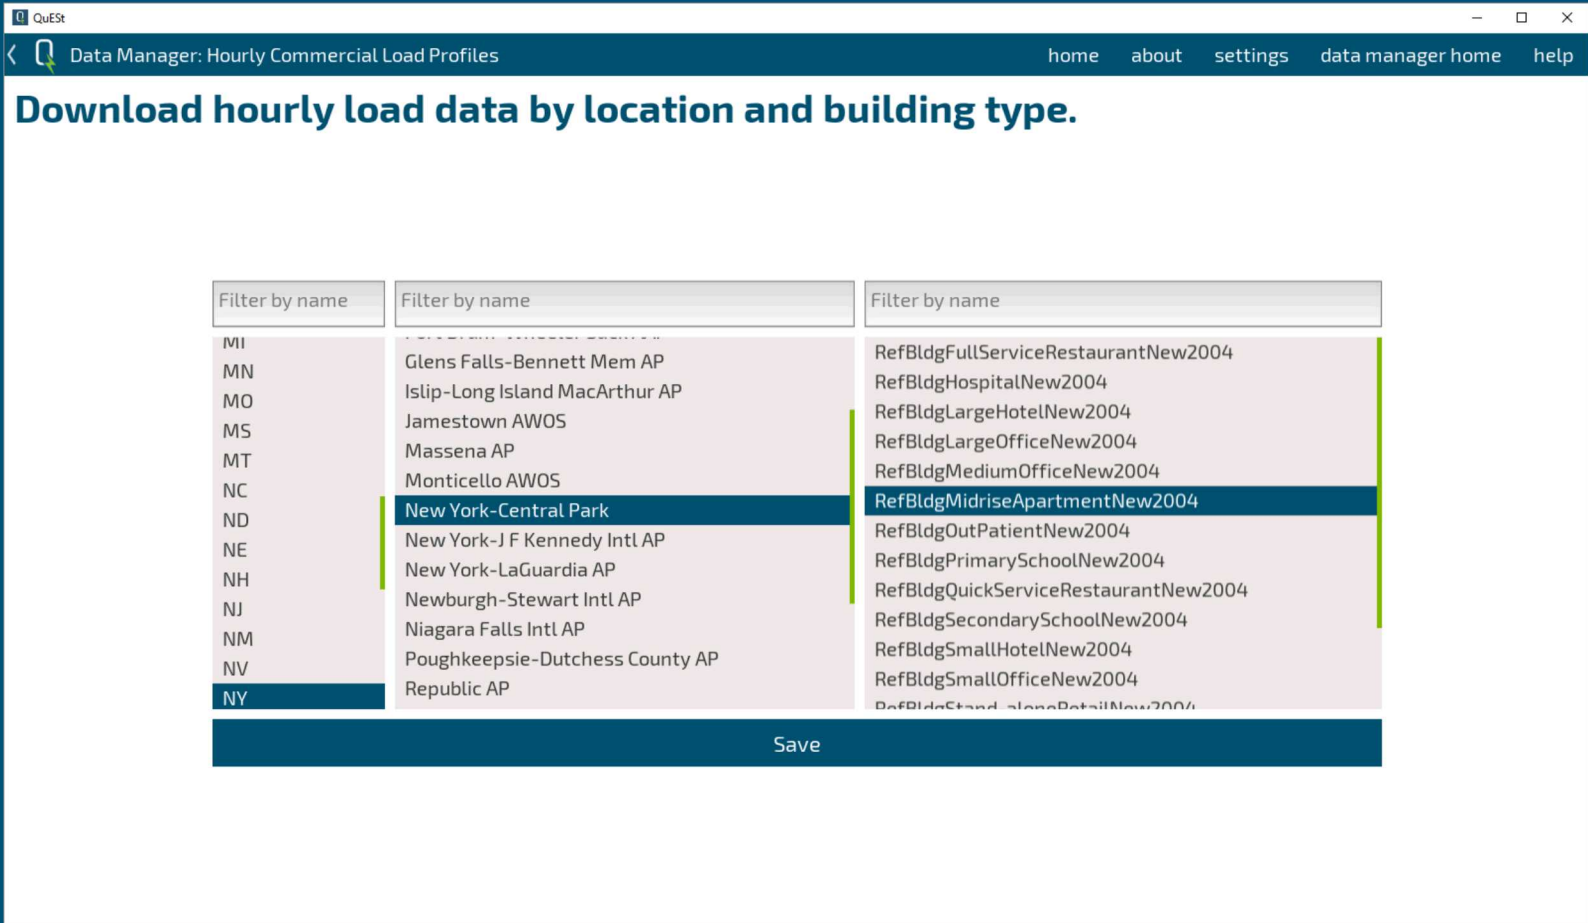 QuESt
Data Manager: Hourly Commercial Load Profiles
home
about
settings
data manager home
help
Download hourly load data by location and building type.
Filter by name
Filter by name
Filter by name
MI
MN
MO
MS
MT
NC
ND
NE
NH
NJ
NM
NV
NY
Glens Falls-Bennett Mem AP
Islip-Long Island MacArthur AP
Jamestown AWOS
Massena AP
Monticello AWOS
New York-Central Park
New York-J F Kennedy Intl AP
New York-LaGuardia AP
Newburgh-Stewart Intl AP
Niagara Falls Intl AP
Poughkeepsie-Dutchess County AP
Republic AP
RefBldgFullServiceRestaurantNew2004
RefBldgHospitalNew2004
RefBldgLargeHotelNew2004
RefBldgLargeOfficeNew2004
RefBldgMediumOfficeNew2004
RefBldgMidriseApartmentNew2004
RefBldgOutPatientNew2004
RefBldgPrimarySchoolNew2004
RefBldgQuickServiceRestaurantNew2004
RefBldgSecondarySchoolNew2004
RefBldgSmallHotelNew2004
RefBldgSmallOfficeNew2004
RefBldgStand-aloneRetailNew2004
Save